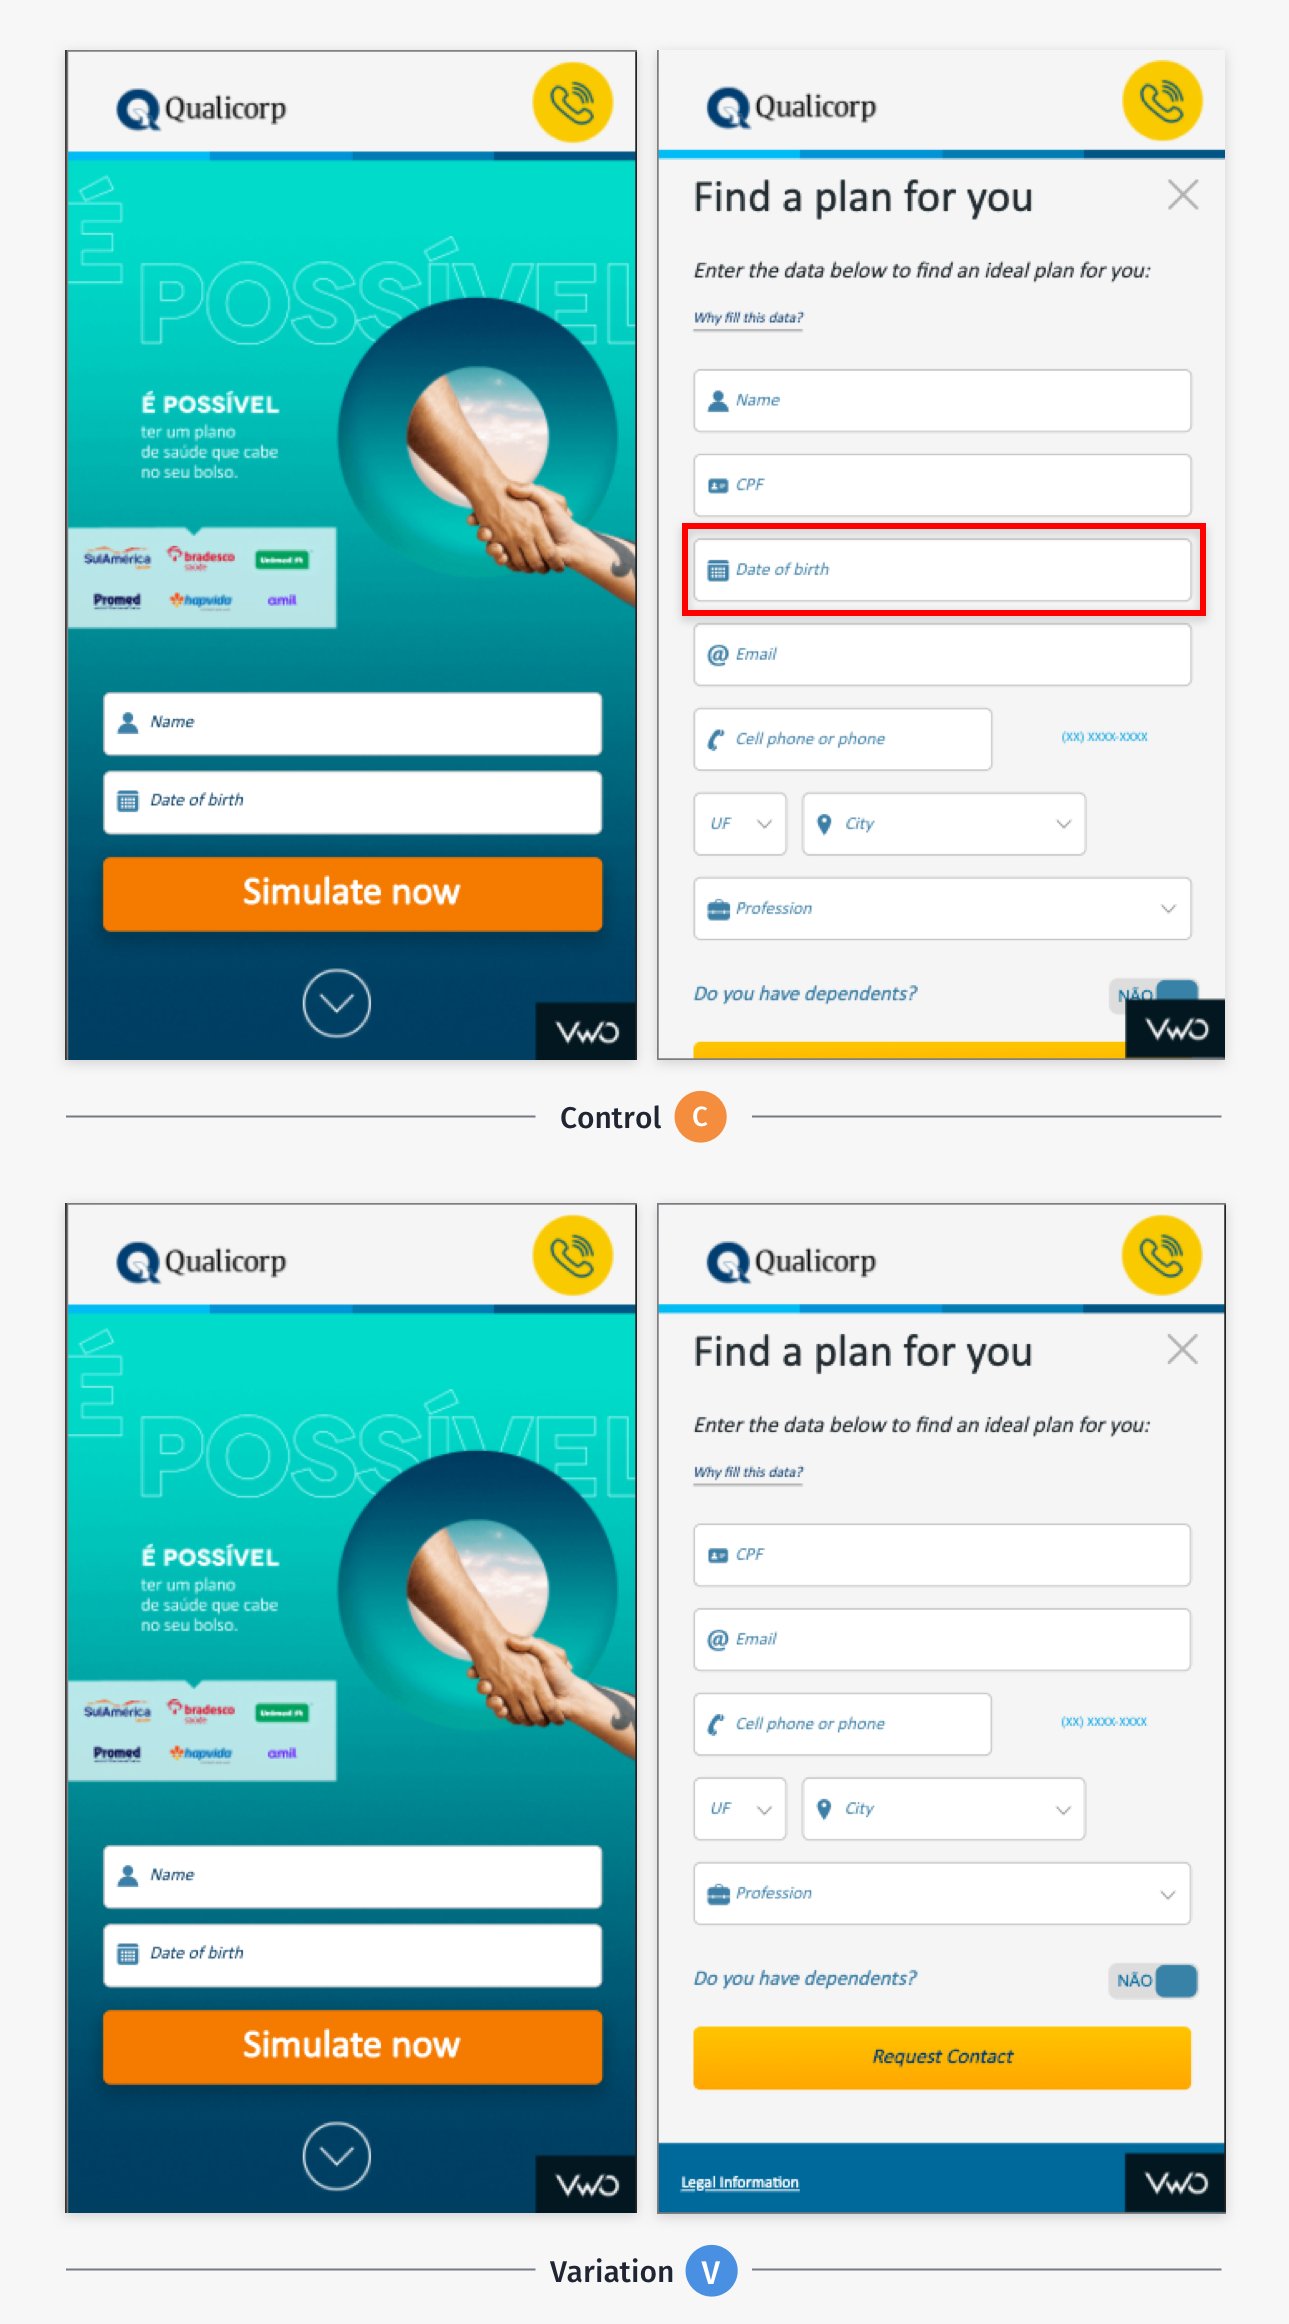 Qualicorp
É
POSSÍVEL
É POSSÍVEL
ter um plano
de saúde que cabe
no seu bolso.
SulAmérica bradesco saúde
Promed hapvida amil
Name
Date of birth
Simulate now
VWO
Qualicorp
Find a plan for you
Enter the data below to find an ideal plan for you:
Why fill this data?
Name
CPF
Date of birth
@ Email
Cell phone or phone (XX) XXXX-XXXX
UF City
Profession
Do you have dependents? NÃO
VWO
Control C
Qualicorp
É
POSSÍVEL
É POSSÍVEL
ter um plano
de saúde que cabe
no seu bolso.
SulAmérica bradesco saúde
Promed hapvida amil
Name
Date of birth
Simulate now
VWO
Qualicorp
Find a plan for you
Enter the data below to find an ideal plan for you:
Why fill this data?
CPF
@ Email
Cell phone or phone (XX) XXXX-XXXX
UF City
Profession
Do you have dependents? NÃO
Request Contact
Legal Information
VWO
Variation V